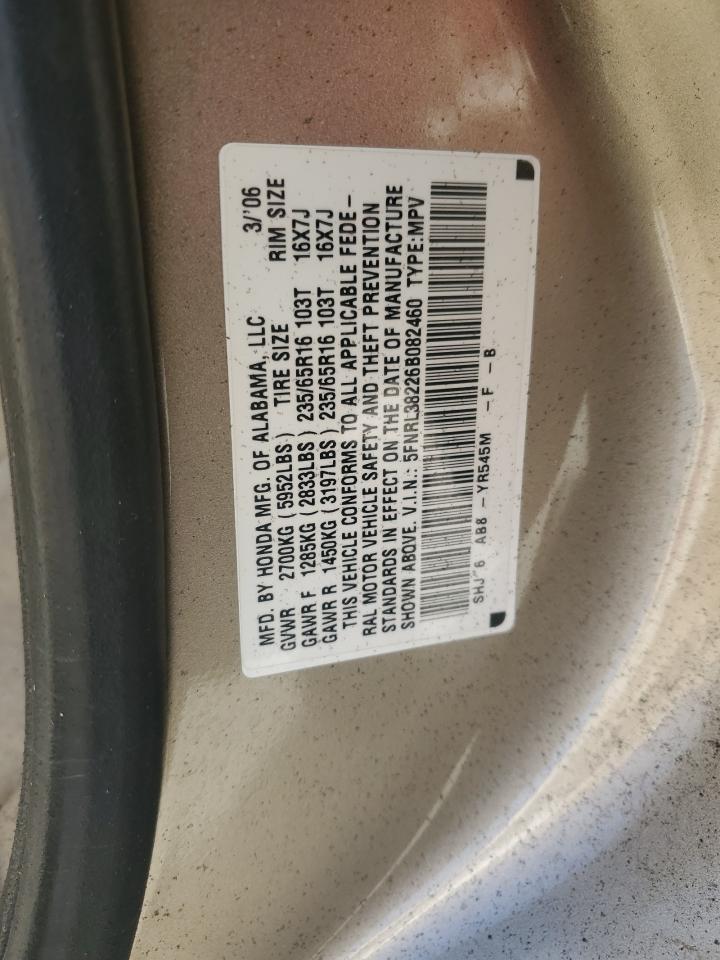 MFD. BY HONDA MFG. OF ALABAMA, LLC 3/'06
GVWR 2700KG (5952LBS) TIRE SIZE RIM SIZE
GAWR F 1285KG (2833LBS) 235/65R16 103T 16X7J
GAWR R 1450KG (3197LBS) 235/65R16 103T 16X7J
THIS VEHICLE CONFORMS TO ALL APPLICABLE FEDE-
RAL MOTOR VEHICLE SAFETY AND THEFT PREVENTION
STANDARDS IN EFFECT ON THE DATE OF MANUFACTURE
SHOWN ABOVE. V.I.N.: 5FNRL38226B082460 TYPE:MPV
AB8 -YR545M -F -B